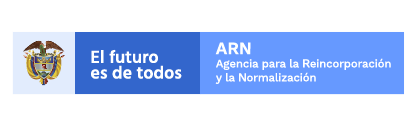 El futuro
es de todos
ARN
Agencia para la Reincorporación
y la Normalización